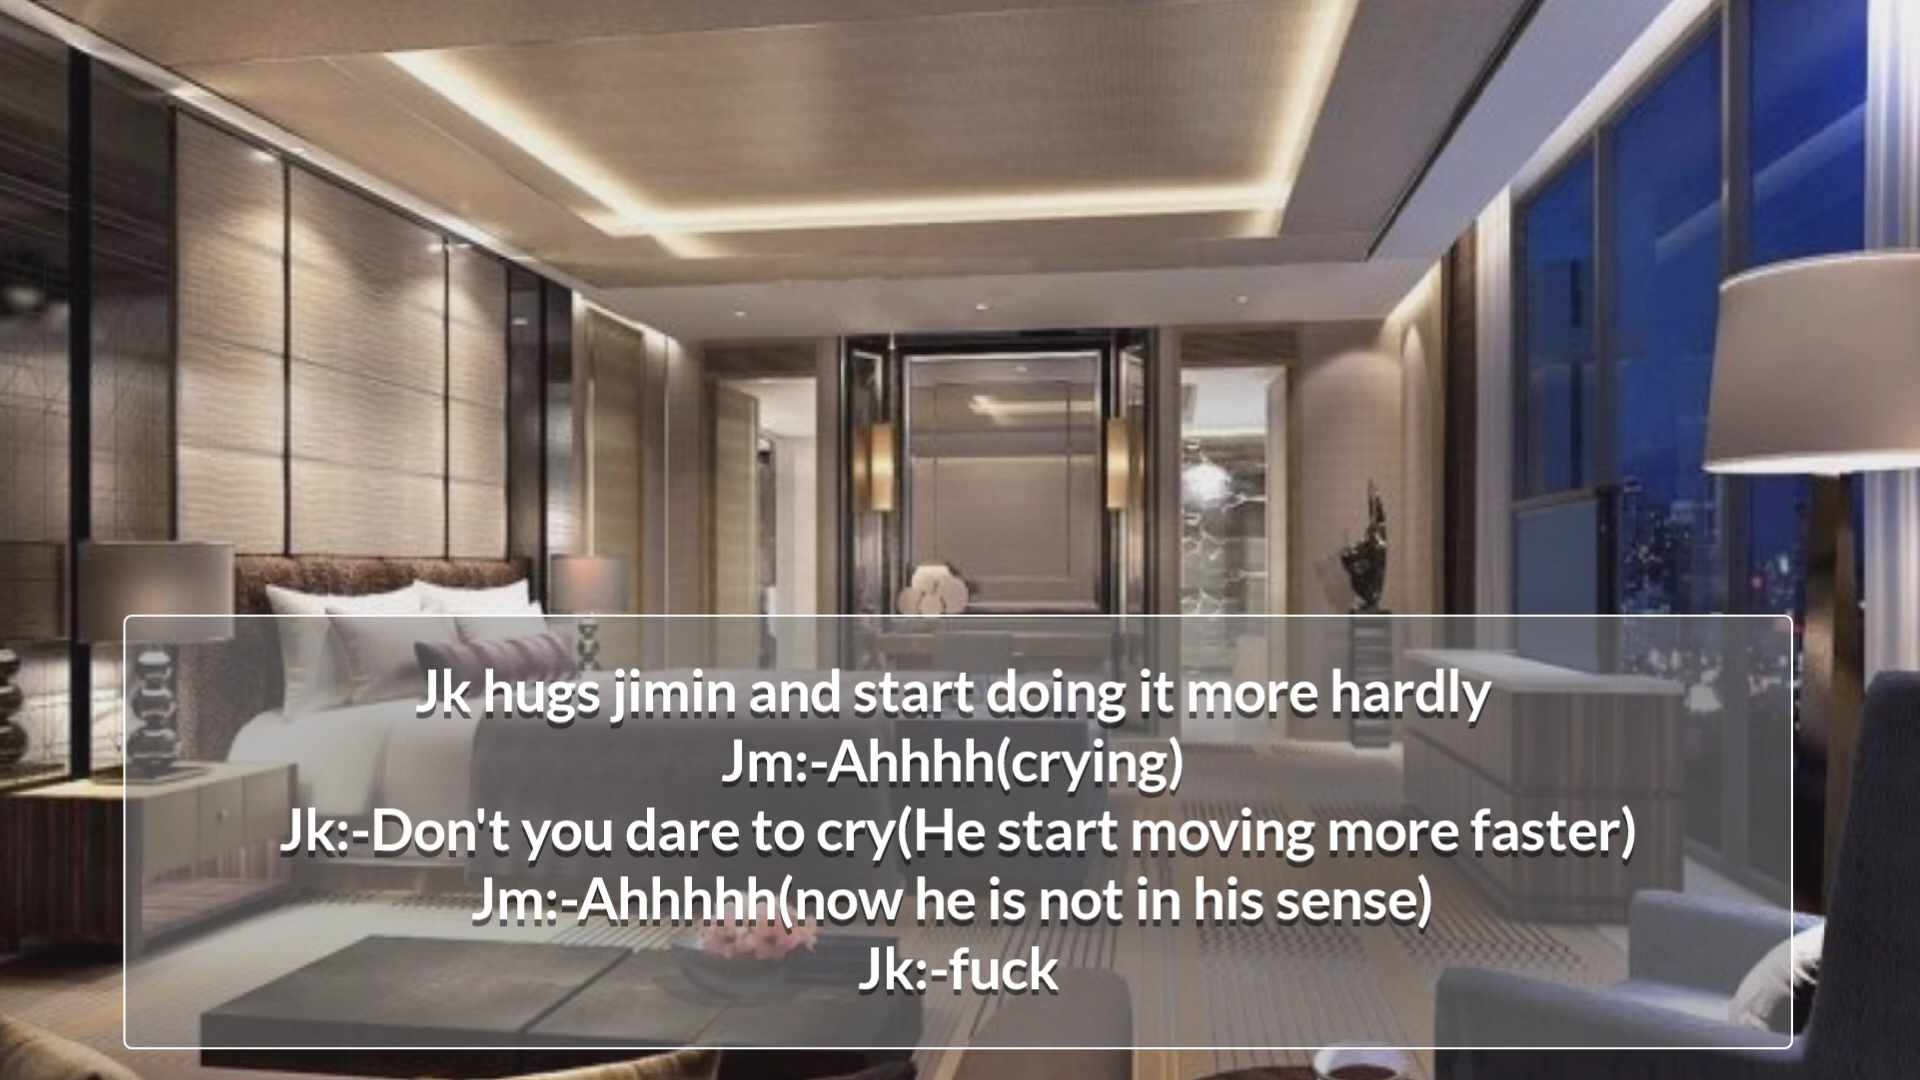 Jk hugs jimin and start doing it more hardly
Jm:-Ahhhh(crying)
Jk:-Don't you dare to cry(He start moving more faster)
Jm:-Ahhhhh(now he is not in his sense)
Jk:-fuck